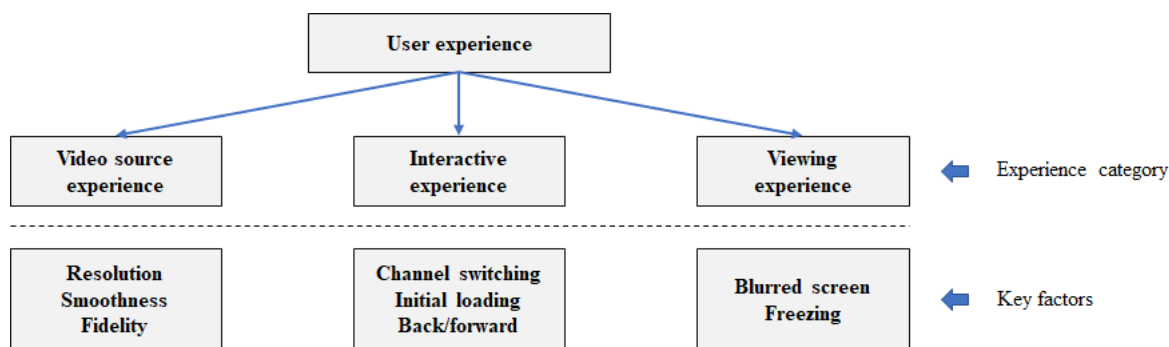 User experience
Video source
experience
Interactive
experience
Viewing
experience
Experience category
Resolution
Smoothness
Fidelity
Channel switching
Initial loading
Back/forward
Blurred screen
Freezing
Key factors